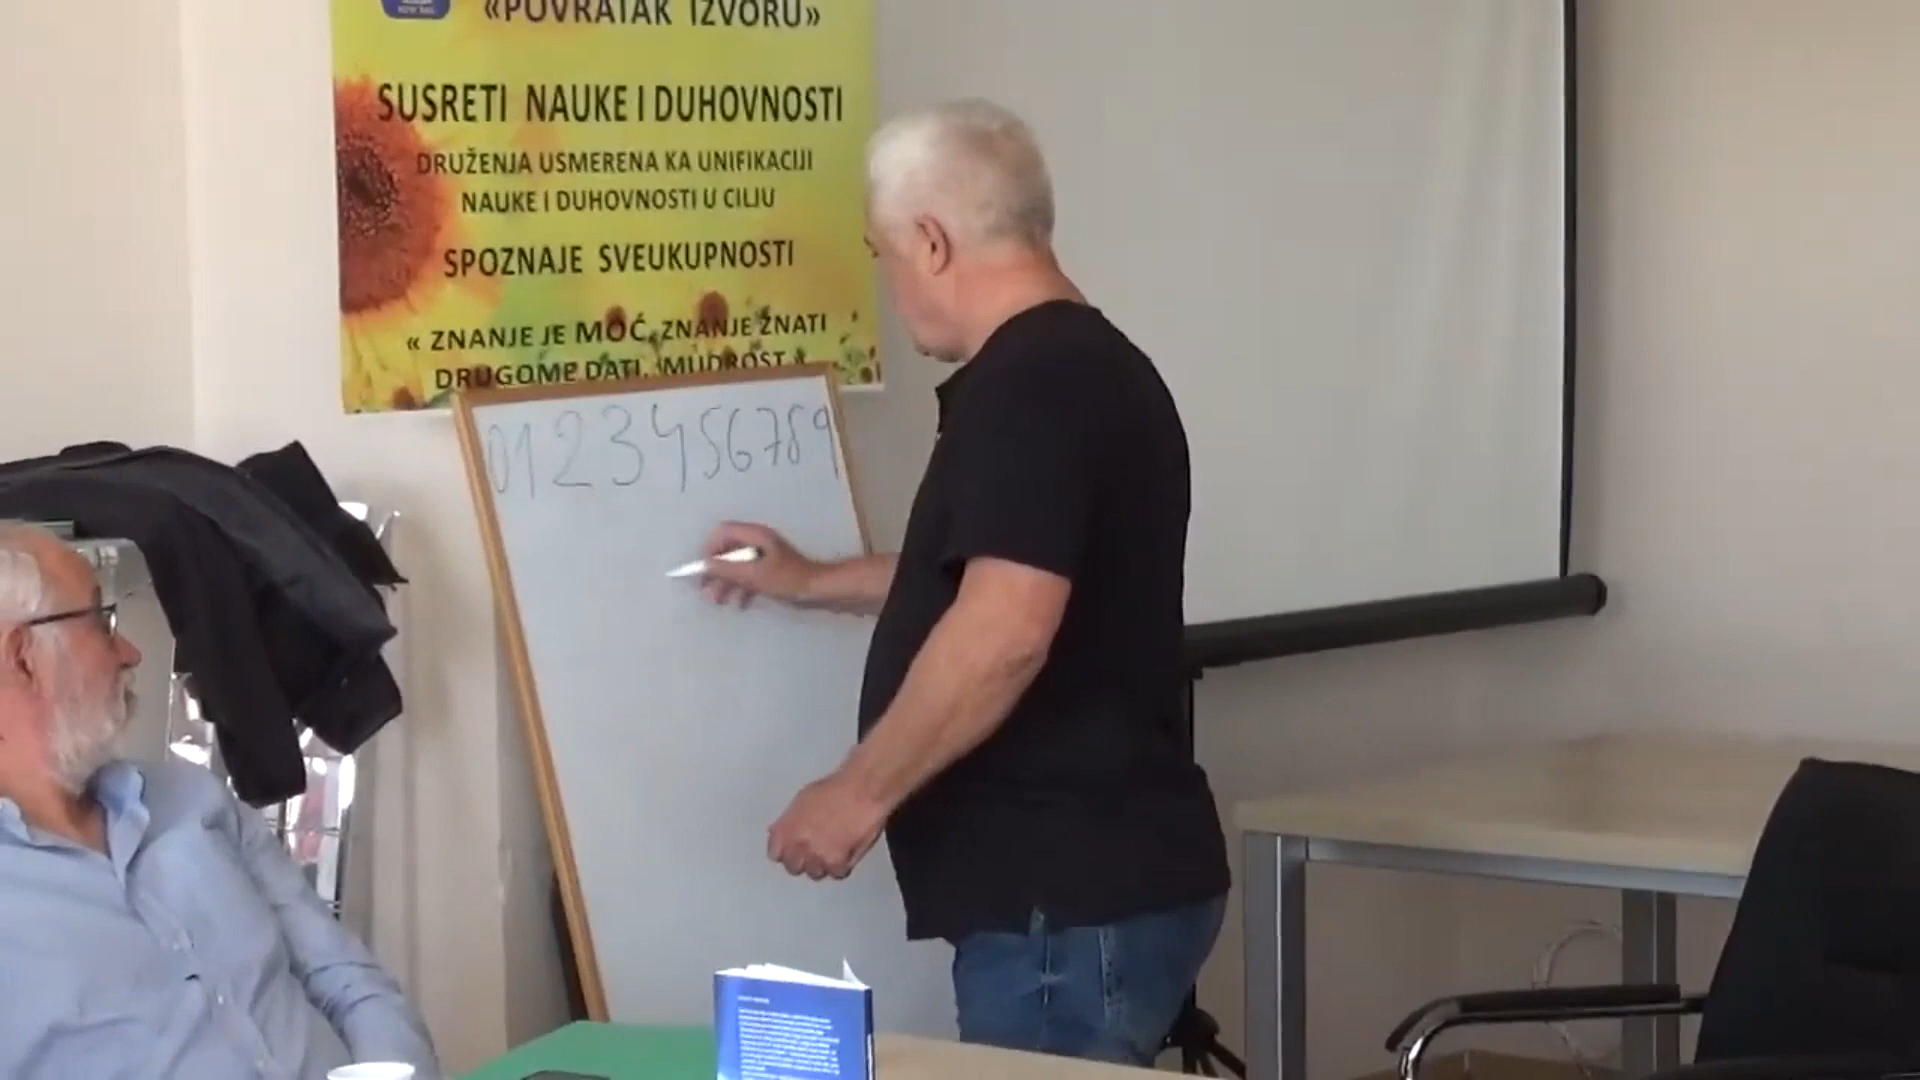 «POVRATAK IZVORU»
SUSRETI NAUKE I DUHOVNOSTI
DRUŽENJA USMERENA KA UNIFIKACIJI
NAUKE I DUHOVNOSTI U CILJU
SPOZNAJE SVEUKUPNOSTI
« ZNANJE JE MOĆ, ZNANJE ZNATI
DRUGOME DATI, MUDROST »
0123456789